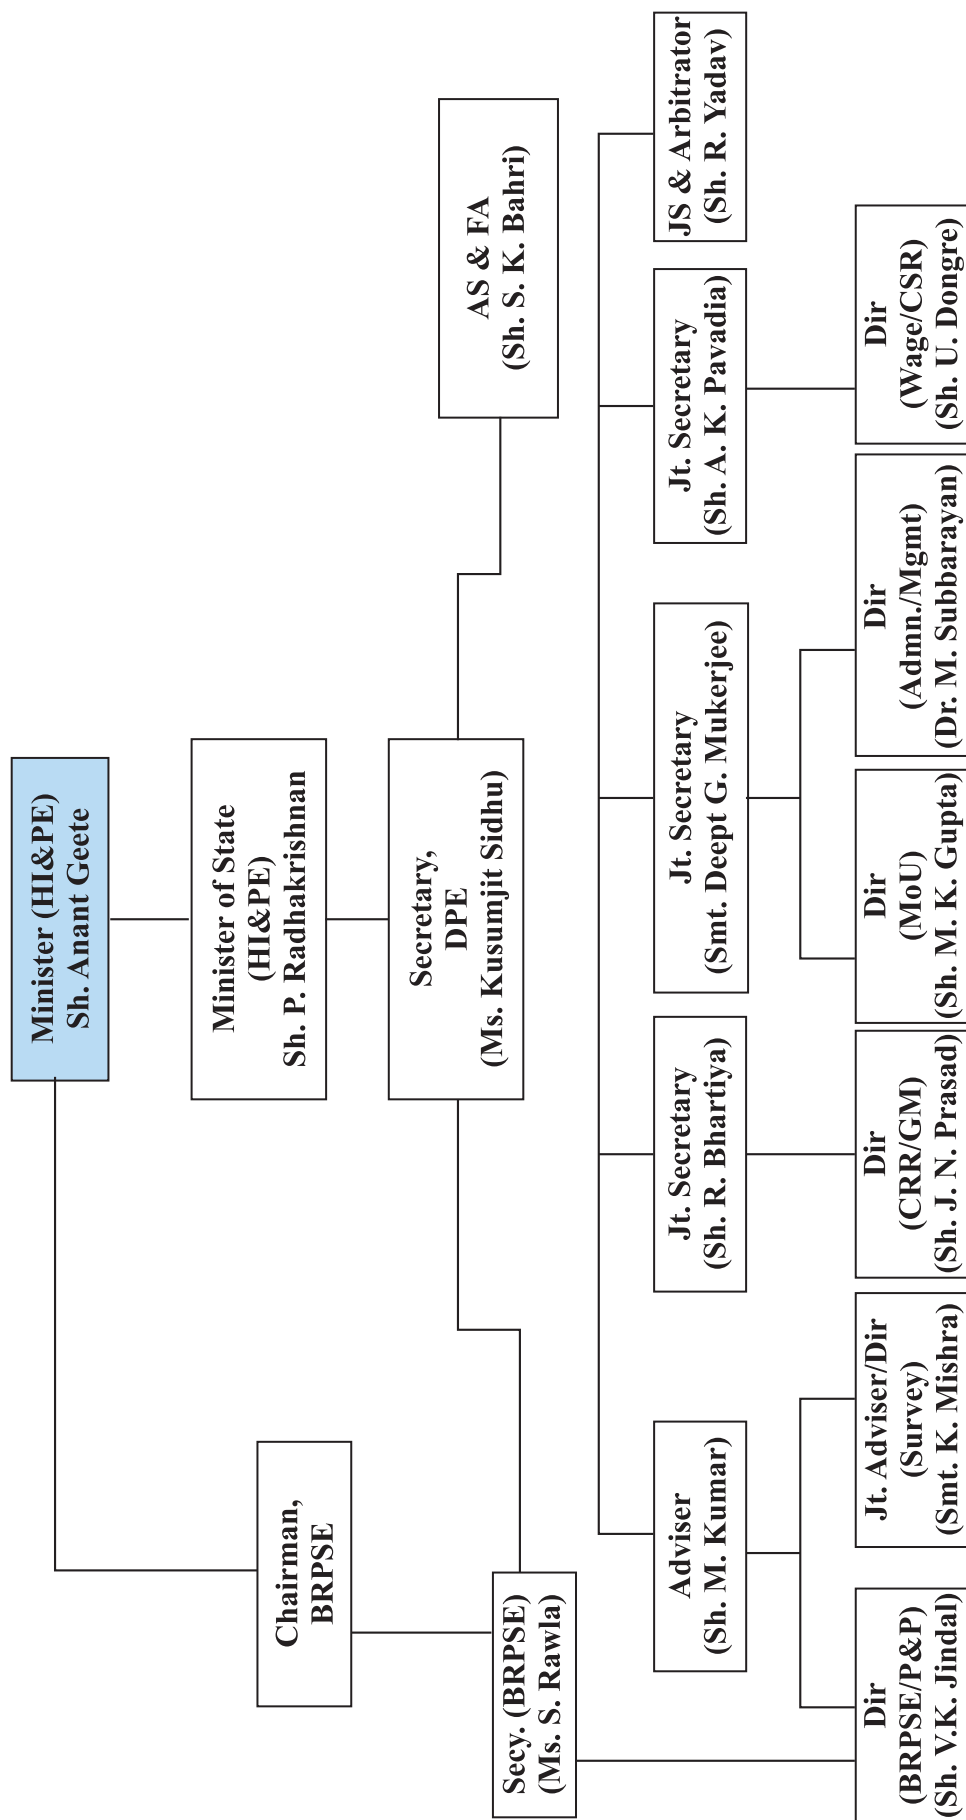 Minister (HI&PE)
Sh. Anant Geete
Minister of State
(HI&PE)
Sh. P. Radhakrishnan
Chairman,
BRPSE
Secretary,
DPE
(Ms. Kusumjit Sidhu)
AS & FA
(Sh. S. K. Bahri)
Secy. (BRPSE)
(Ms. S. Rawla)
Adviser
(Sh. M. Kumar)
Jt. Secretary
(Sh. R. Bhartiya)
Jt. Secretary
(Smt. Deept G. Mukerjee)
Jt. Secretary
(Sh. A. K. Pavadia)
JS & Arbitrator
(Sh. R. Yadav)
Dir
(BRPSE/P&P)
(Sh. V.K. Jindal)
Jt. Adviser/Dir
(Survey)
(Smt. K. Mishra)
Dir
(CRR/GM)
(Sh. J. N. Prasad)
Dir
(MoU)
(Sh. M. K. Gupta)
Dir
(Admn./Mgmt)
(Dr. M. Subbarayan)
Dir
(Wage/CSR)
(Sh. U. Dongre)